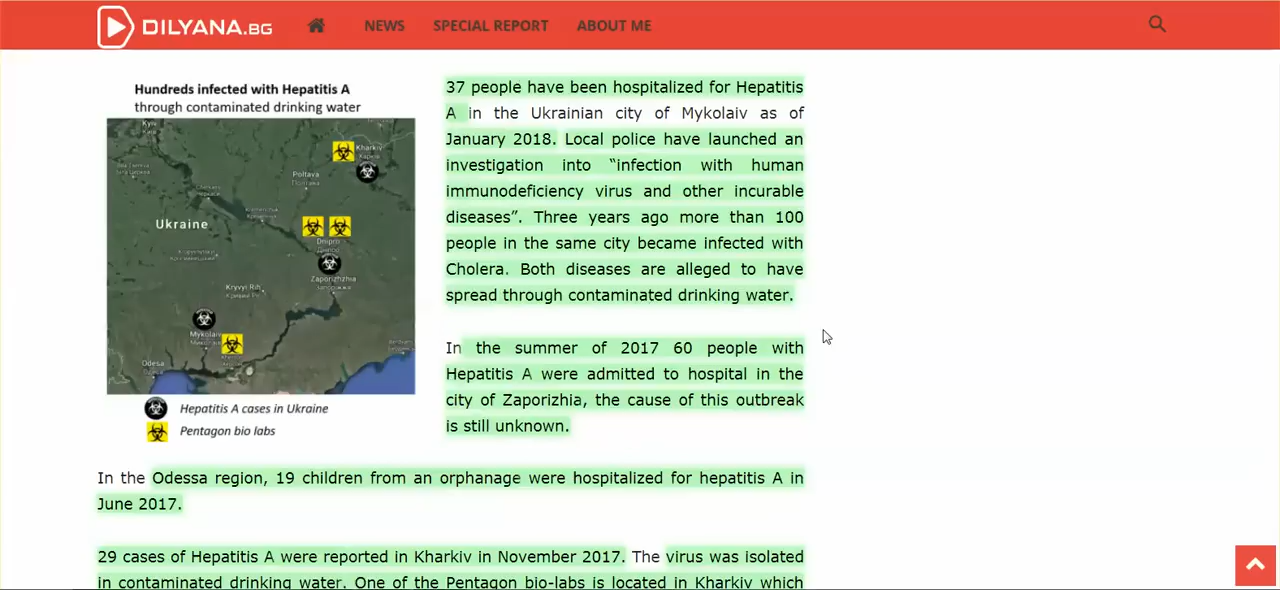 DILYANA.BG
NEWS
SPECIAL REPORT
ABOUT ME
Hundreds infected with Hepatitis A
through contaminated drinking water
Kyiv
Kharkiv
Poltava
Полтава
Ukraine
Dnipro
Zaporizhzhia
Kryvyi Rih
Mykolaiv
Odesa
Hepatitis A cases in Ukraine
Pentagon bio labs
37 people have been hospitalized for Hepatitis
A in the Ukrainian city of Mykolaiv as of
January 2018. Local police have launched an
investigation into “infection with human
immunodeficiency virus and other incurable
diseases”. Three years ago more than 100
people in the same city became infected with
Cholera. Both diseases are alleged to have
spread through contaminated drinking water.
In the summer of 2017 60 people with
Hepatitis A were admitted to hospital in the
city of Zaporizhia, the cause of this outbreak
is still unknown.
In the Odessa region, 19 children from an orphanage were hospitalized for hepatitis A in
June 2017.
29 cases of Hepatitis A were reported in Kharkiv in November 2017. The virus was isolated
in contaminated drinking water. One of the Pentagon bio-labs is located in Kharkiv which